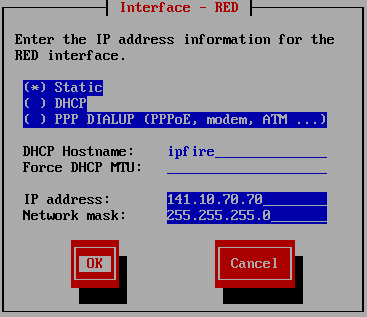 Interface - RED
Enter the IP address information for the
RED interface.
(*) Static
( ) DHCP
( ) PPP DIALUP (PPPoE, modem, ATM ...)
DHCP Hostname: ipfire
Force DHCP MTU:
IP address: 141.10.70.70
Network mask: 255.255.255.0
OK Cancel